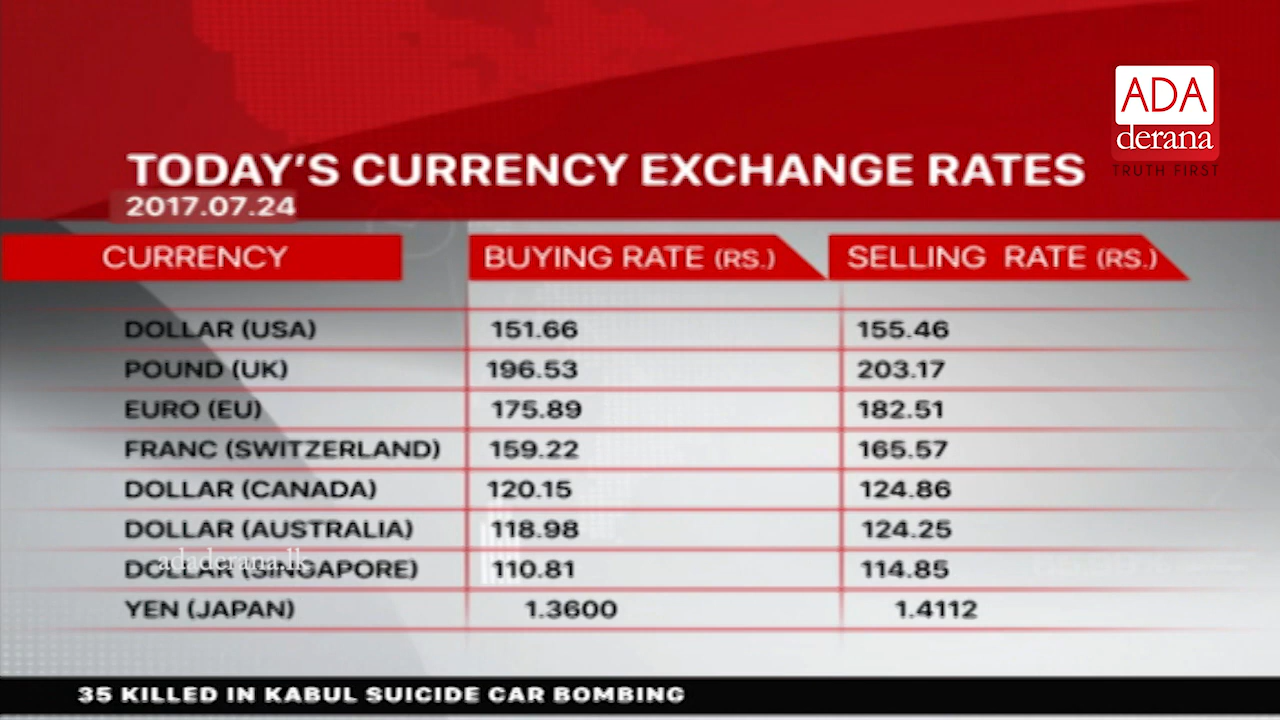 ADA
derana
TRUTH FIRST
TODAY'S CURRENCY EXCHANGE RATES
2017.07.24
CURRENCY BUYING RATE (RS.) SELLING RATE (RS.)
DOLLAR (USA) 151.66 155.46
POUND (UK) 196.53 203.17
EURO (EU) 175.89 182.51
FRANC (SWITZERLAND) 159.22 165.57
DOLLAR (CANADA) 120.15 124.86
DOLLAR (AUSTRALIA) 118.98 124.25
adaderana.lk
DOLLAR (SINGAPORE) 110.81 114.85
YEN (JAPAN) 1.3600 1.4112
35 KILLED IN KABUL SUICIDE CAR BOMBING